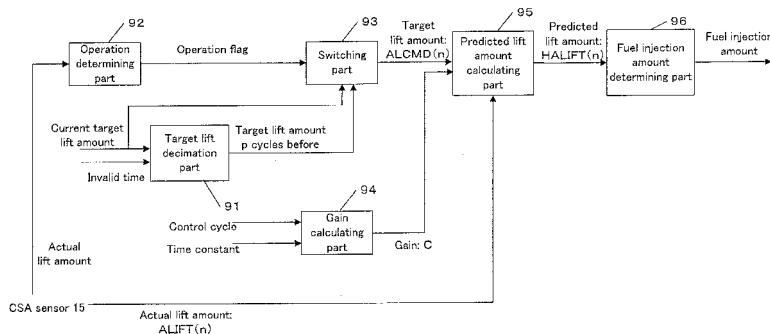 92
Operation
determining
part
Operation flag
93
Switching
part
Target
lift amount:
ALCMD(n)
95
Predicted lift
amount
calculating
part
Predicted
lift amount:
HALIFT(n)
96
Fuel injection
amount
determining part
Fuel injection
amount
Current target
lift amount
Invalid time
Target lift
decimation
part
91
Target lift amount
p cycles before
94
Control cycle
Time constant
Gain
calculating
part
Gain: C
Actual
lift amount
CSA sensor 15
Actual lift amount:
ALIFT(n)